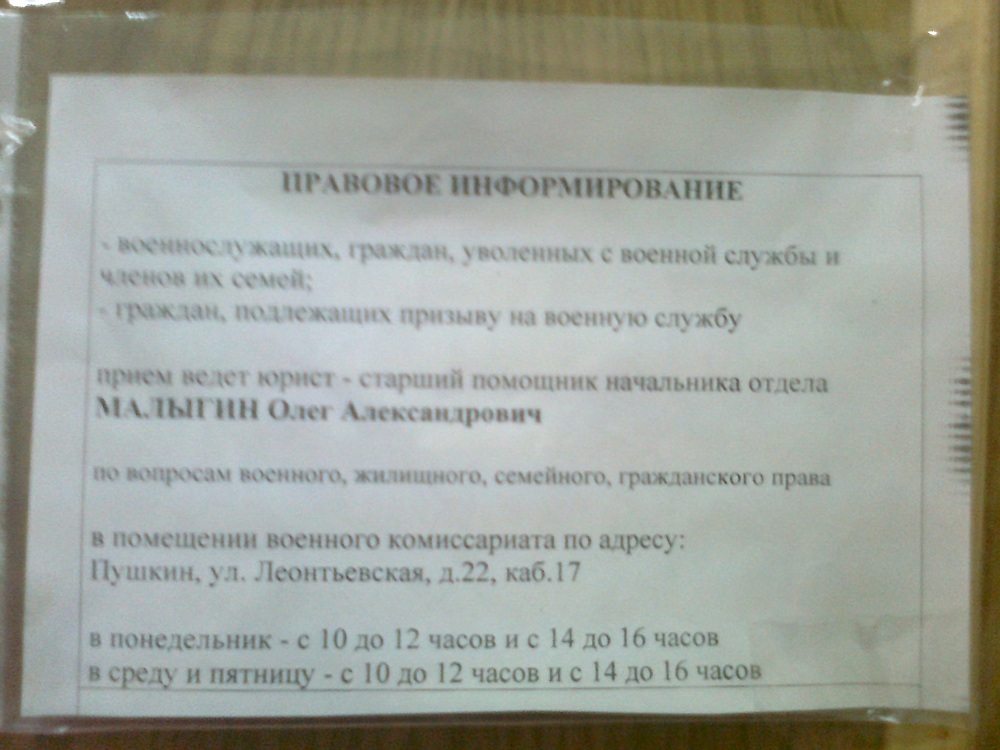 ПРАВОВОЕ ИНФОРМИРОВАНИЕ
- военнослужащих, граждан, уволенных с военной службы и
членов их семей;
- граждан, подлежащих призыву на военную службу
прием ведет юрист - старший помощник начальника отдела
МАЛЫГИН Олег Александрович
по вопросам военного, жилищного, семейного, гражданского права
в помещении военного комиссариата по адресу:
Пушкин, ул. Леонтьевская, д.22, каб.17
в понедельник - с 10 до 12 часов и с 14 до 16 часов
в среду и пятницу - с 10 до 12 часов и с 14 до 16 часов